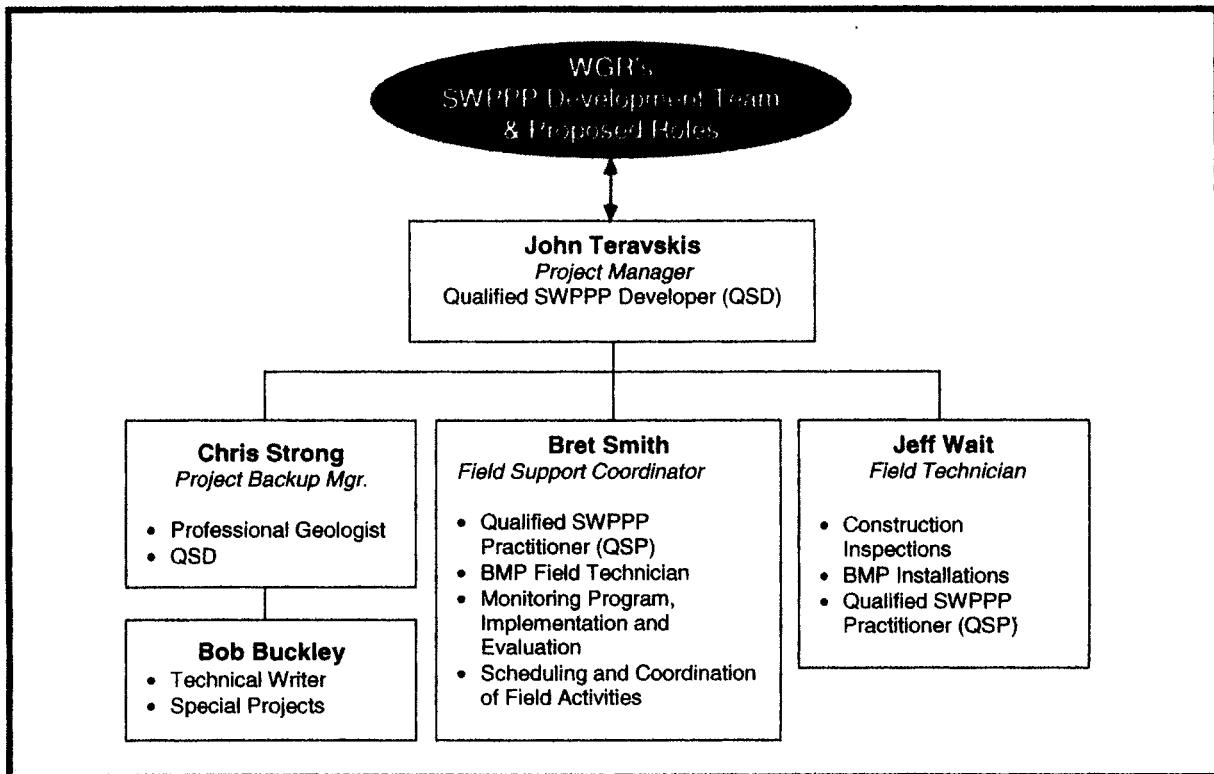 WGR's
SWPPP Development Team
& Proposed Roles
John Teravskis
Project Manager
Qualified SWPPP Developer (QSD)
Chris Strong
Project Backup Mgr.
• Professional Geologist
• QSD
Bob Buckley
• Technical Writer
• Special Projects
Bret Smith
Field Support Coordinator
• Qualified SWPPP
Practitioner (QSP)
• BMP Field Technician
• Monitoring Program,
Implementation and
Evaluation
• Scheduling and Coordination
of Field Activities
Jeff Wait
Field Technician
• Construction
Inspections
• BMP Installations
• Qualified SWPPP
Practitioner (QSP)